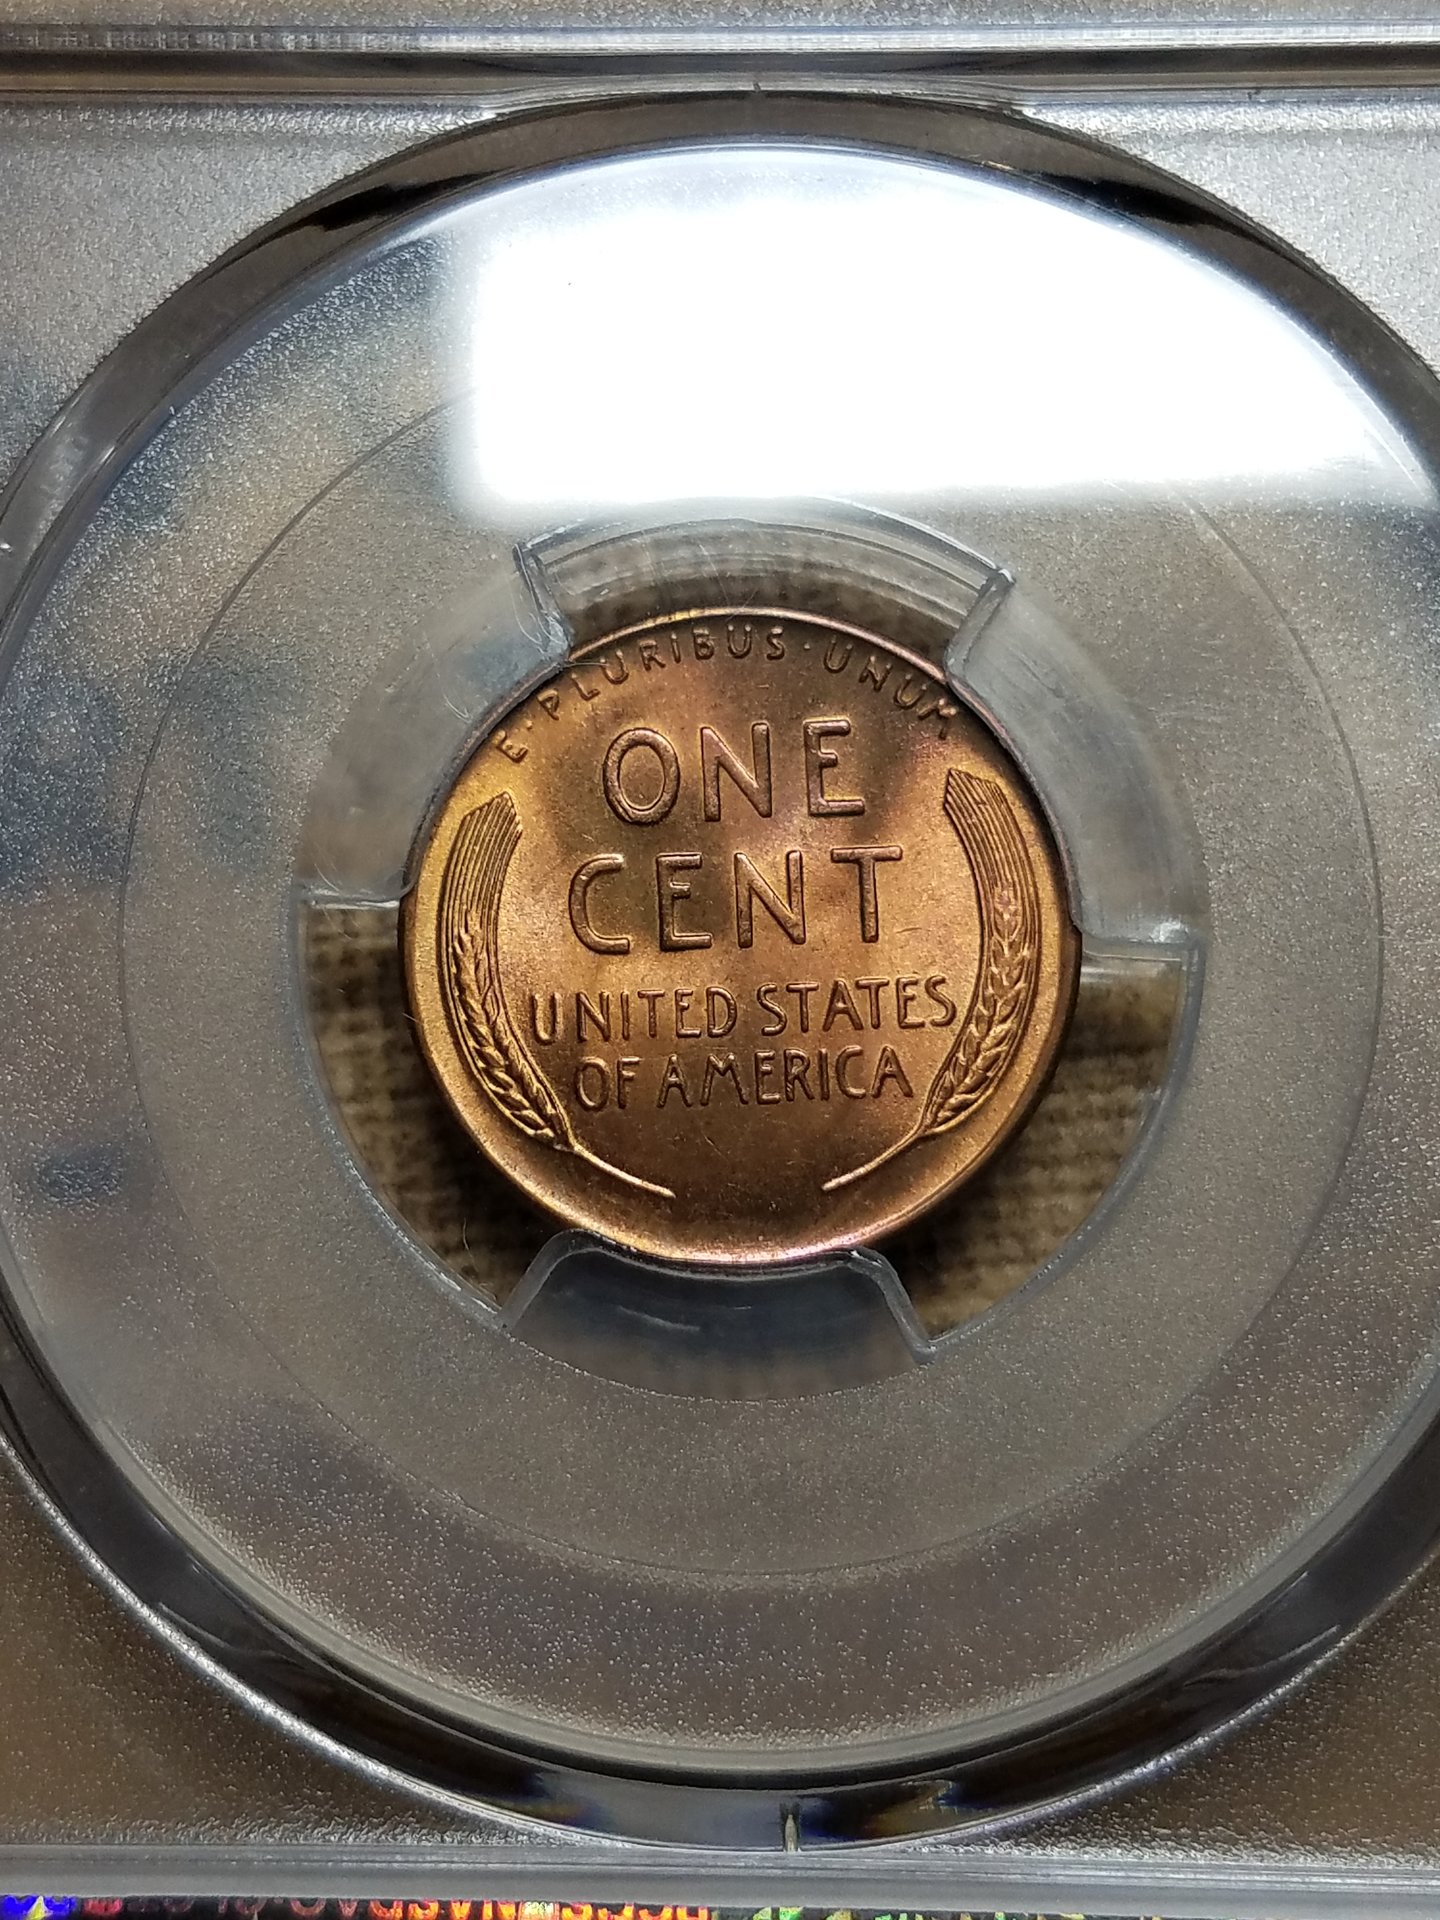 E·PLURIBUS·UNUM
ONE
CENT
UNITED STATES
OF AMERICA